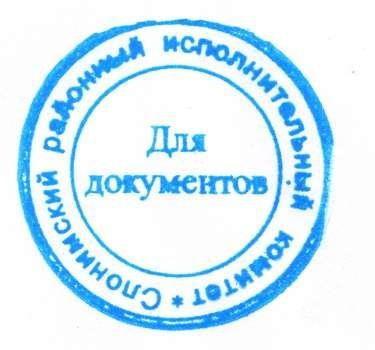 Слонимский районный исполнительный комитет *
Для
документов